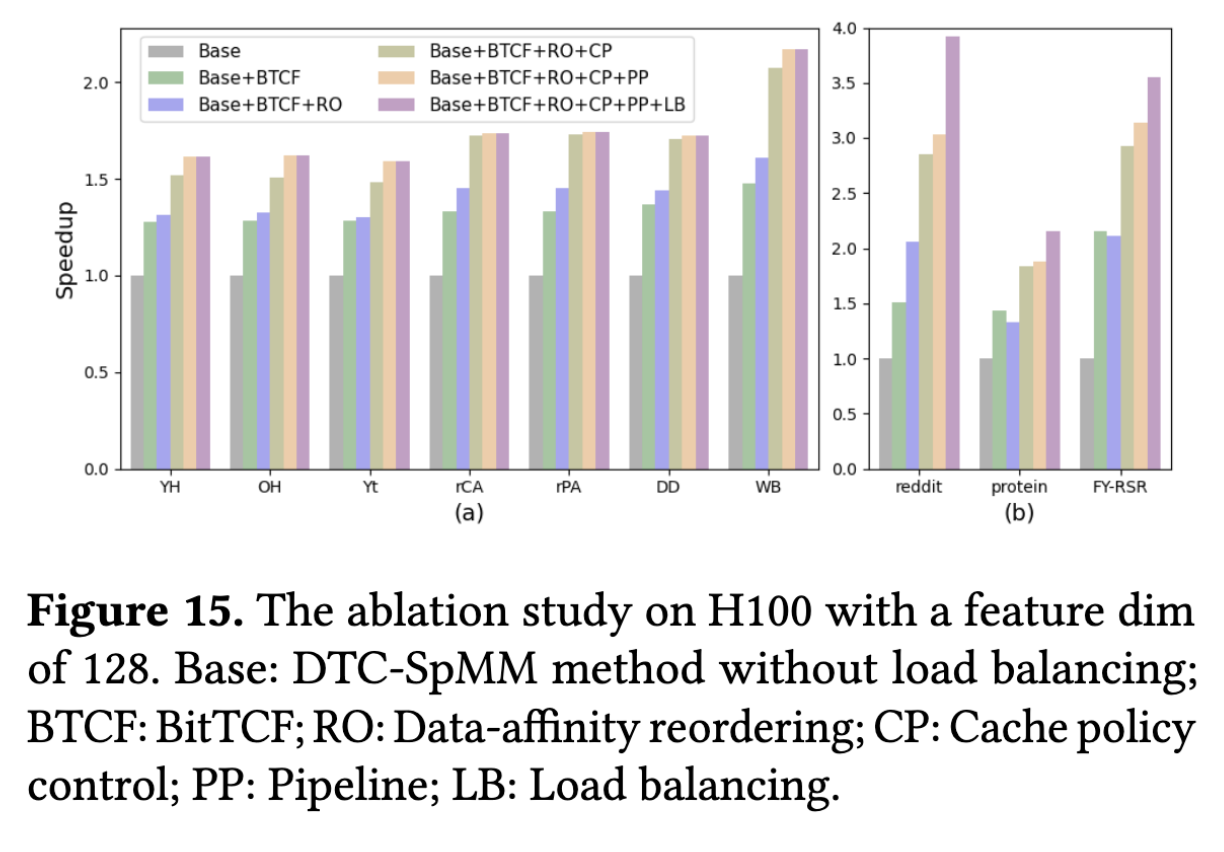 Base
Base+BTCF
Base+BTCF+RO
Base+BTCF+RO+CP
Base+BTCF+RO+CP+PP
Base+BTCF+RO+CP+PP+LB
Speedup
2.0
1.5
1.0
0.5
0.0
YH OH Yt rCA rPA DD WB
(a)
4.0
3.5
3.0
2.5
2.0
1.5
1.0
0.5
0.0
reddit protein FY-RSR
(b)
Figure 15. The ablation study on H100 with a feature dim
of 128. Base: DTC-SpMM method without load balancing;
BTCF: BitTCF; RO: Data-affinity reordering; CP: Cache policy
control; PP: Pipeline; LB: Load balancing.